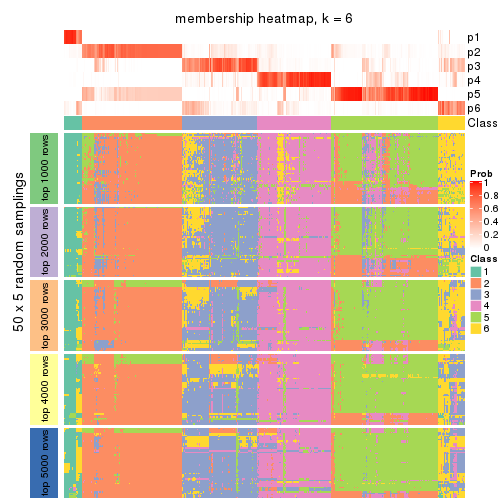 membership heatmap, k = 6
p1
p2
p3
p4
p5
p6
Class
50 x 5 random samplings
top 1000 rows
top 2000 rows
top 3000 rows
top 4000 rows
top 5000 rows
Prob
1
0.8
0.6
0.4
0.2
0
Class
1
2
3
4
5
6